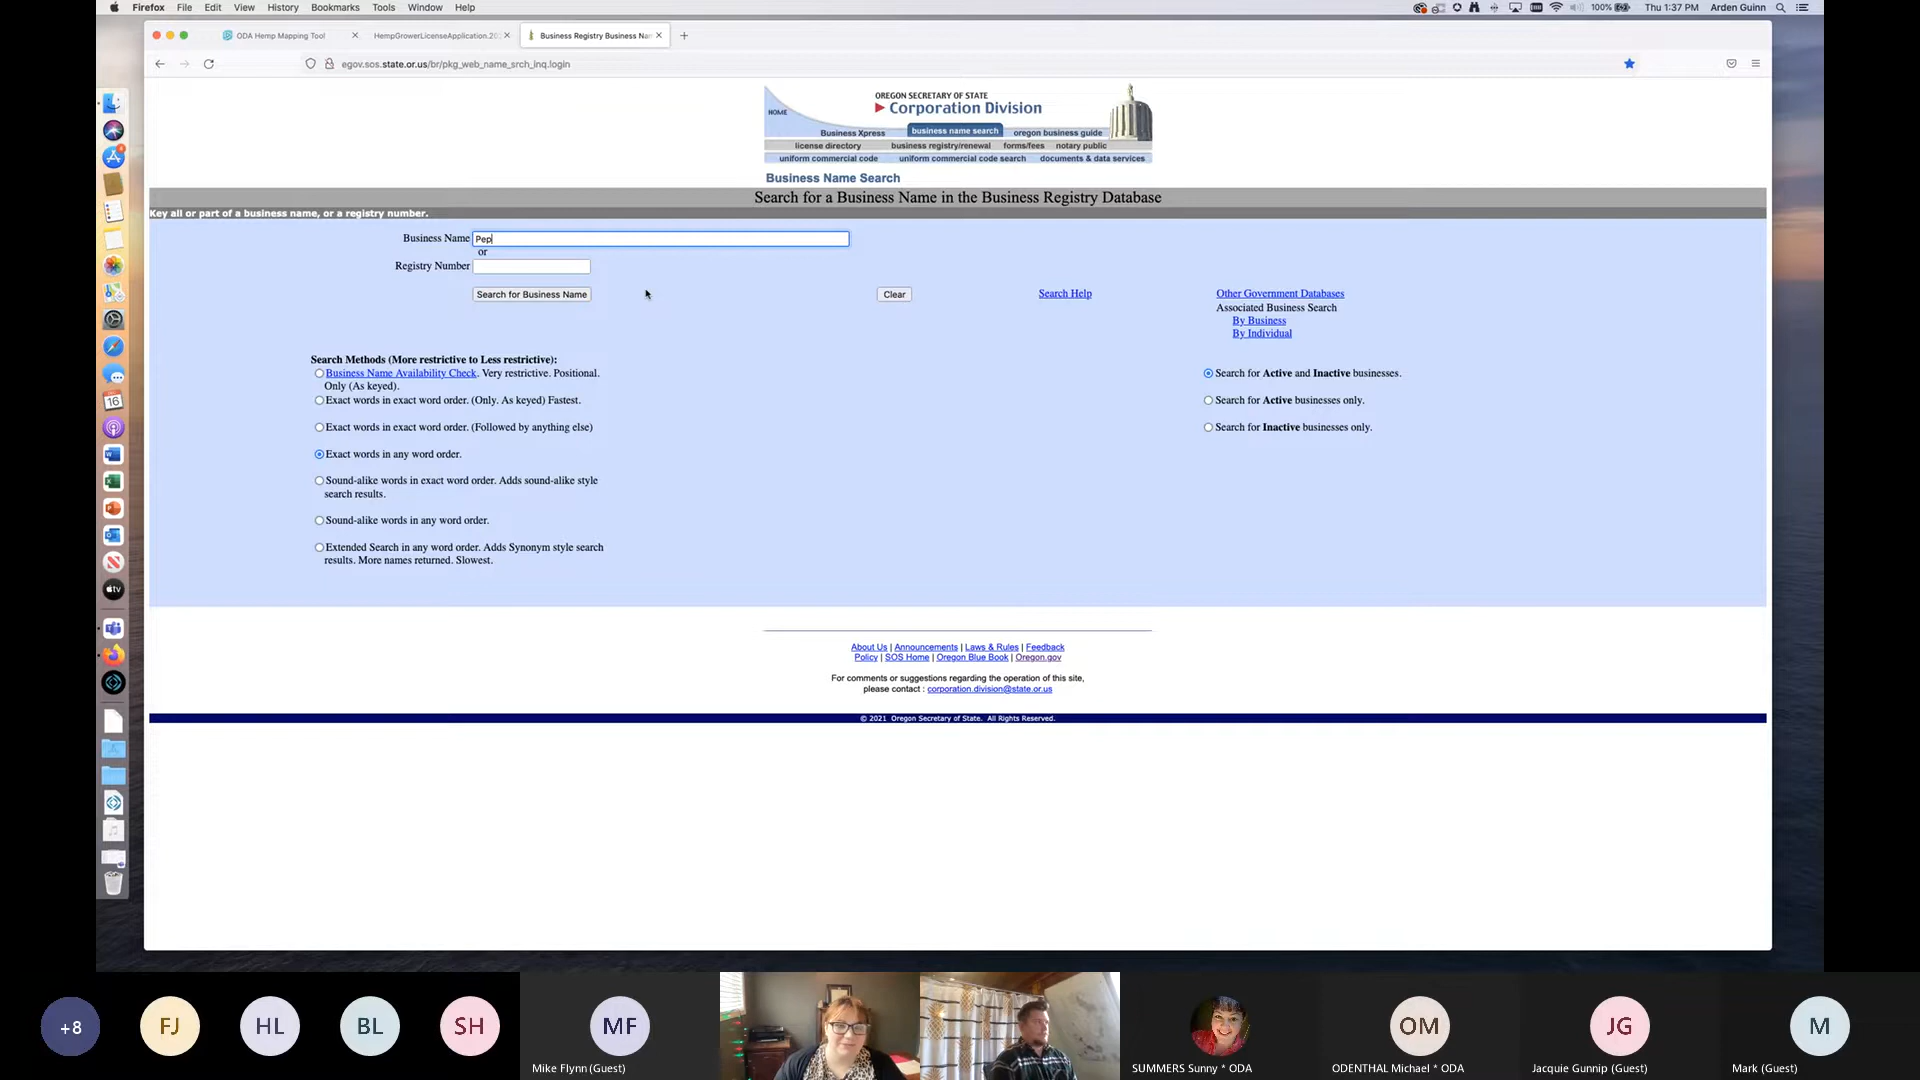 Firefox File Edit View History Bookmarks Tools Window Help
100% Thu 1:37 PM Arden Guinn
ODA Hemp Mapping Tool
HempGrowerLicenseApplication.20
Business Registry Business Nam
egov.sos.state.or.us/br/pkg_web_name_srch_inq.login
OREGON SECRETARY OF STATE
HOME
Corporation Division
Business Xpress business name search oregon business guide
license directory business registry/renewal forms/fees notary public
uniform commercial code uniform commercial code search documents & data services
Business Name Search
Search for a Business Name in the Business Registry Database
Key all or part of a business name, or a registry number.
Business Name Pep
or
Registry Number
Search for Business Name Clear Search Help Other Government Databases
Associated Business Search
By Business
By Individual
Search Methods (More restrictive to Less restrictive):
Business Name Availability Check. Very restrictive. Positional.
Only (As keyed).
Search for Active and Inactive businesses.
Exact words in exact word order. (Only. As keyed) Fastest.
Search for Active businesses only.
Exact words in exact word order. (Followed by anything else)
Search for Inactive businesses only.
Exact words in any word order.
Sound-alike words in exact word order. Adds sound-alike style
search results.
Sound-alike words in any word order.
Extended Search in any word order. Adds Synonym style search
results. More names returned. Slowest.
About Us | Announcements | Laws & Rules | Feedback
Policy | SOS Home | Oregon Blue Book | Oregon.gov
For comments or suggestions regarding the operation of this site,
please contact : corporation.division@state.or.us
© 2021 Oregon Secretary of State. All Rights Reserved.
16
tv
+8 FJ HL BL SH MF OM JG M
Mike Flynn (Guest) SUMMERS Sunny * ODA ODENTHAL Michael * ODA Jacquie Gunnip (Guest) Mark (Guest)